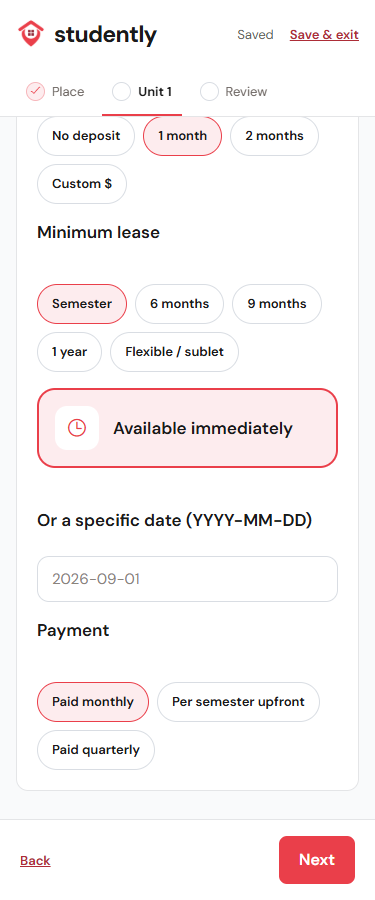 studently
Saved
Save & exit
Place
Unit 1
Review
No deposit
1 month
2 months
Custom $
Minimum lease
Semester
6 months
9 months
1 year
Flexible / sublet
Available immediately
Or a specific date (YYYY-MM-DD)
2026-09-01
Payment
Paid monthly
Per semester upfront
Paid quarterly
Back
Next